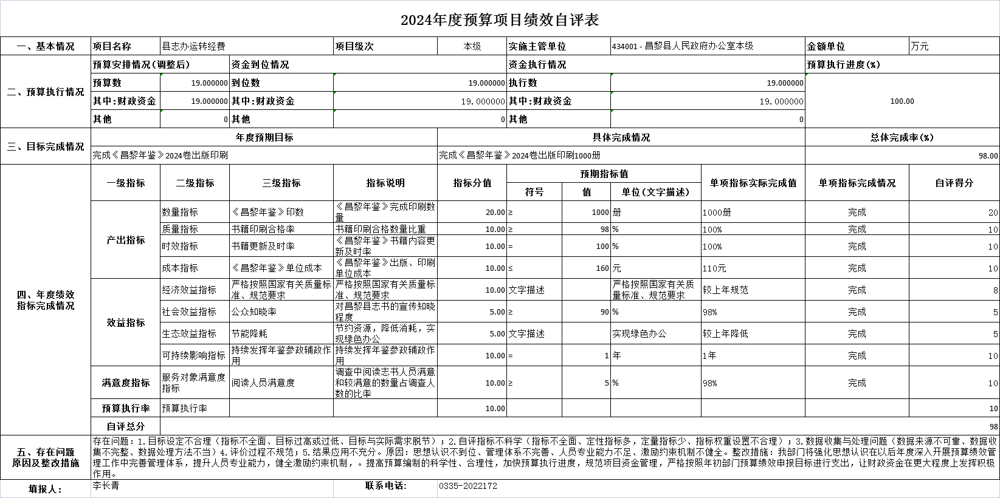 2024年度预算项目绩效自评表
一、基本情况 项目名称 县志办运转经费 项目级次 本级 实施主管单位 434001 - 昌黎县人民政府办公室本级 金额单位 万元
二、预算执行情况
预算安排情况(调整后) 资金到位情况 资金执行情况 预算执行进度(%)
预算数 19.000000 到位数 19.000000 执行数 19.000000
其中:财政资金 19.000000 其中:财政资金 19.000000 其中:财政资金 19.000000 100.00
其他 0 其他 0 其他 0
三、目标完成情况
年度预期目标 具体完成情况 总体完成率(%)
完成《昌黎年鉴》2024卷出版印刷 完成《昌黎年鉴》2024卷出版印刷1000册 98.00
四、年度绩效
指标完成情况
一级指标 二级指标 三级指标 指标说明 指标分值 预期指标值 单项指标实际完成值 单项指标完成情况 自评得分
符号 值 单位(文字描述)
产出指标
数量指标 《昌黎年鉴》印数 《昌黎年鉴》完成印刷数
量 20.00 ≥ 1000 册 1000册 完成 20
质量指标 书籍印刷合格率 书籍印刷合格数量比重 10.00 ≥ 98 % 100% 完成 10
时效指标 书籍更新及时率 《昌黎年鉴》书籍内容更
新及时率 10.00 = 100 % 100% 完成 10
成本指标 《昌黎年鉴》单位成本 《昌黎年鉴》出版、印刷
单位成本 10.00 ≤ 160 元 110元 完成 10
效益指标
经济效益指标 严格按照国家有关质量标
准、规范要求 严格按照国家有关质量标
准、规范要求 10.00 文字描述 严格按照国家有关质
量标准、规范要求 较上年规范 完成 8
社会效益指标 公众知晓率 对昌黎县志书的宣传知晓
程度 5.00 ≥ 90 % 98% 完成 5
生态效益指标 节能降耗 节约资源，降低消耗，实
现绿色办公 5.00 文字描述 实现绿色办公 较上年降低 完成 5
可持续影响指标 持续发挥年鉴参政辅政作
用 持续发挥年鉴参政辅政作
用 10.00 = 1 年 1年 完成 10
满意度指标 服务对象满意度
指标 阅读人员满意度 调查中阅读志书人员满意
和较满意的数量占调查人
数的比率 10.00 ≥ 5 % 98% 完成 10
预算执行率 预算执行率 10.00 10
自评总分 98
五、存在问题
原因及整改措施
存在问题：1.目标设定不合理（指标不全面、目标过高或过低、目标与实际需求脱节）；2.自评指标不科学（指标不全面、定性指标多，定量指标少、指标权重设置不合理）；3.数据收集与处理问题（数据来源不可靠、数据收
集不完整、数据处理方法不当）4.评价过程不规范；5.结果应用不充分。原因：思想认识不到位、管理体系不完善、人员专业能力不足、激励约束机制不健全。整改措施：我部门将强化思想认识在以后年度深入开展预算绩效管
理工作中完善管理体系，提升人员专业能力，健全激励约束机制，。提高预算编制的科学性、合理性，加快预算执行进度，规范项目资金管理，严格按照年初部门预算绩效申报目标进行支出，让财政资金在更大程度上发挥积极
作用。
填报人： 李长青 联系电话: 0335-2022172